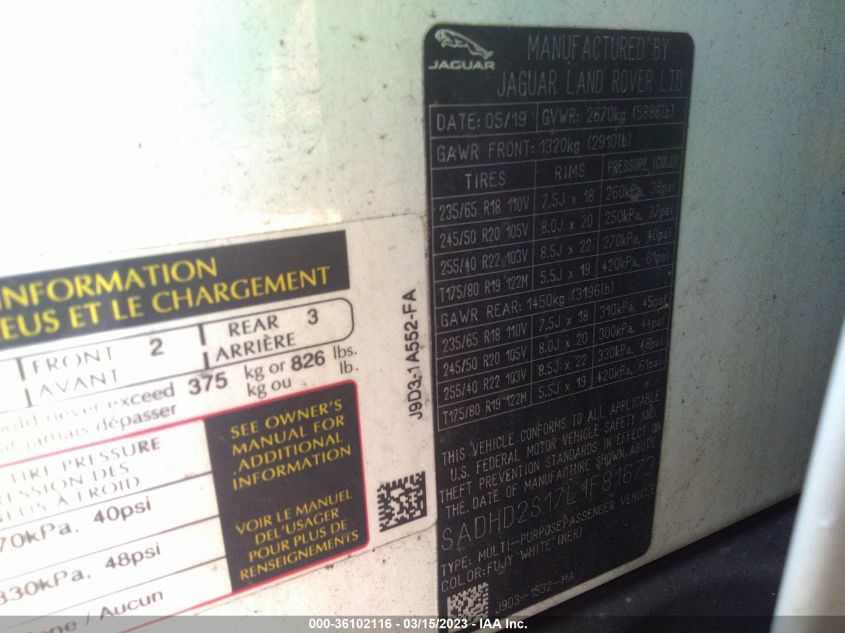 JAGUAR
MANUFACTURED BY
JAGUAR LAND ROVER LTD
DATE: 05/19 GVWR: 2670kg (5886lb)
GAWR FRONT: 1320kg (2910lb)
TIRES RIMS PRESSURE (COLD)
235/65 R18 110V 7.5J x 18 260kPa, 38psi
245/50 R20 105V 8.0J x 20 250kPa, 37psi
255/40 R22 103V 8.5J x 22 270kPa, 40psi
T175/80 R19 122M 5.5J x 19 420kPa, 61psi
GAWR REAR: 1450kg (3196lb)
235/65 R18 110V 7.5J x 18 310kPa, 45psi
245/50 R20 105V 8.0J x 20 300kPa, 44psi
255/40 R22 103V 8.5J x 22 330kPa, 48psi
T175/80 R19 122M 5.5J x 19 420kPa, 61psi
THIS VEHICLE CONFORMS TO ALL APPLICABLE
U.S. FEDERAL MOTOR VEHICLE SAFETY AND
THEFT PREVENTION STANDARDS IN EFFECT ON
THE DATE OF MANUFACTURE SHOWN ABOVE.
SADHD2S17L1F81673
TYPE: MULTI-PURPOSE PASSENGER VEHICLE
COLOR: FUJI WHITE (NER)
J9D3-1532-MA
INFORMATION
EUS ET LE CHARGEMENT
FRONT 2 REAR 3
AVANT ARRIÈRE
never exceed 375 kg or 826 lbs.
jamais dépasser kg ou lb.
J9D3-1A552-FA
TIRE PRESSURE
À FROID
70kPa, 40psi
330kPa, 48psi
/ Aucun
SEE OWNER'S
MANUAL FOR
ADDITIONAL
INFORMATION
VOIR LE MANUEL
DE L'USAGER
POUR PLUS DE
RENSEIGNEMENTS
000-36102116 - 03/15/2023 - IAA Inc.